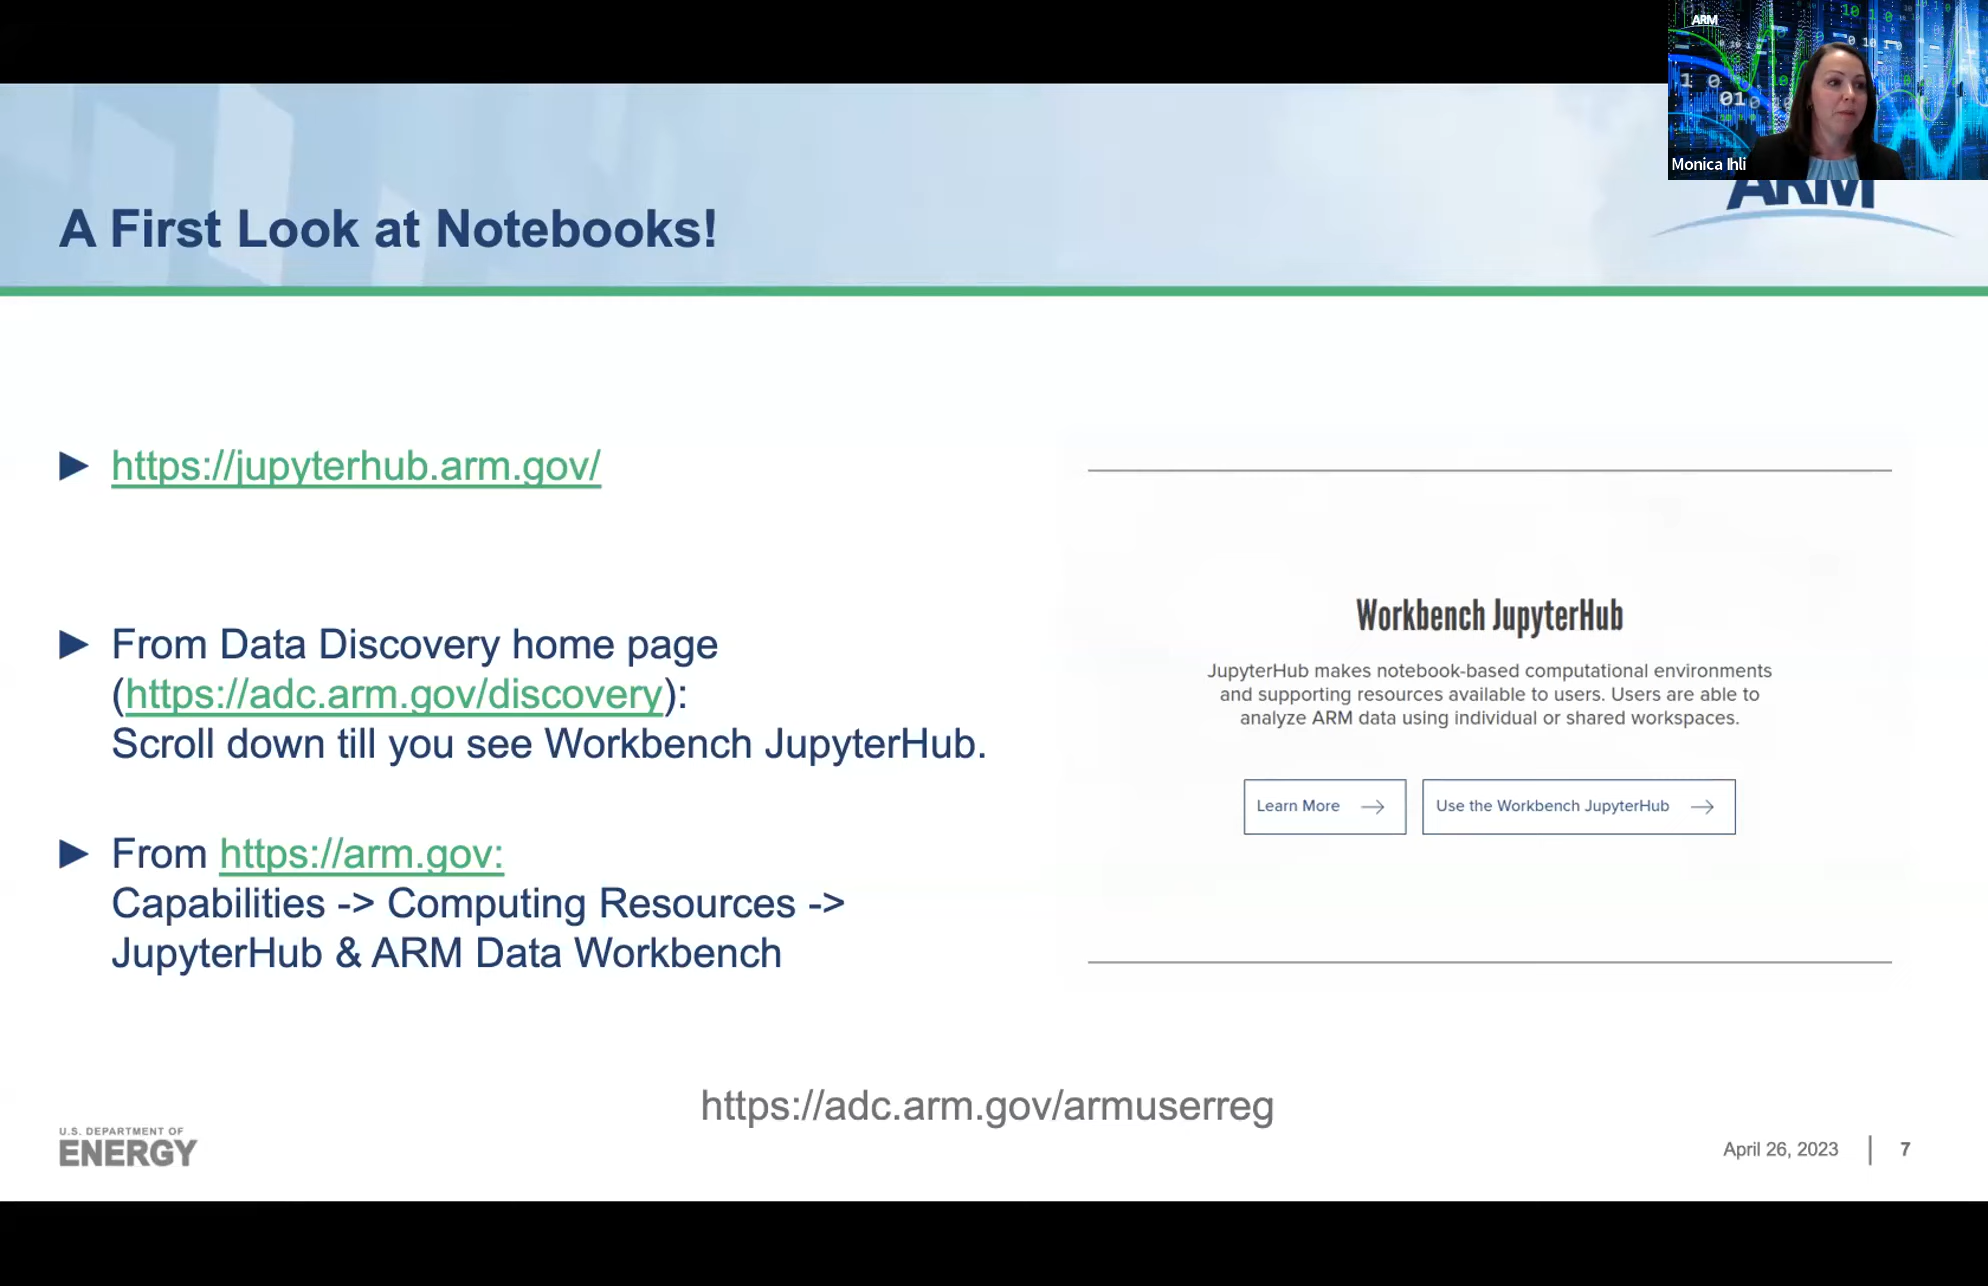 ARM
Monica Ihli
ARM
A First Look at Notebooks!
https://jupyterhub.arm.gov/
From Data Discovery home page
(https://adc.arm.gov/discovery):
Scroll down till you see Workbench JupyterHub.
From https://arm.gov:
Capabilities -> Computing Resources ->
JupyterHub & ARM Data Workbench
Workbench JupyterHub
JupyterHub makes notebook-based computational environments
and supporting resources available to users. Users are able to
analyze ARM data using individual or shared workspaces.
Learn More →
Use the Workbench JupyterHub →
https://adc.arm.gov/armuserreg
U.S. DEPARTMENT OF
ENERGY
April 26, 2023 | 7